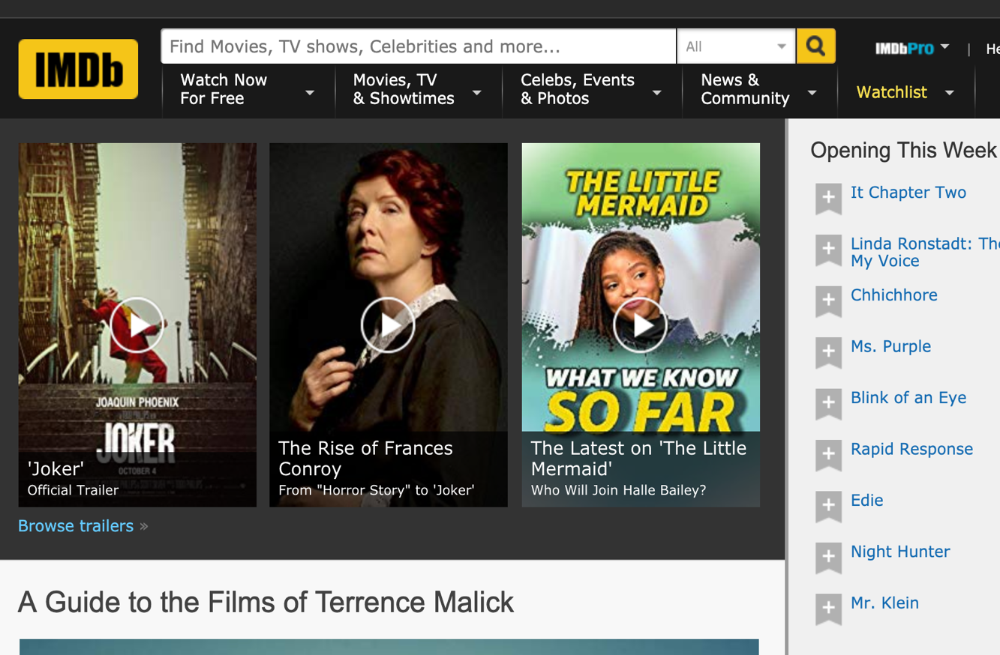 IMDb
Find Movies, TV shows, Celebrities and more...
All
IMDbPro
|
He
Watch Now
For Free
Movies, TV
& Showtimes
Celebs, Events
& Photos
News &
Community
Watchlist
JOAQUIN PHOENIX
JOKER
OCTOBER 4
'Joker'
Official Trailer
The Rise of Frances
Conroy
From "Horror Story" to 'Joker'
THE LITTLE
MERMAID
WHAT WE KNOW
SO FAR
The Latest on 'The Little
Mermaid'
Who Will Join Halle Bailey?
Browse trailers »
A Guide to the Films of Terrence Malick
Opening This Week
It Chapter Two
Linda Ronstadt: The
My Voice
Chhichhore
Ms. Purple
Blink of an Eye
Rapid Response
Edie
Night Hunter
Mr. Klein